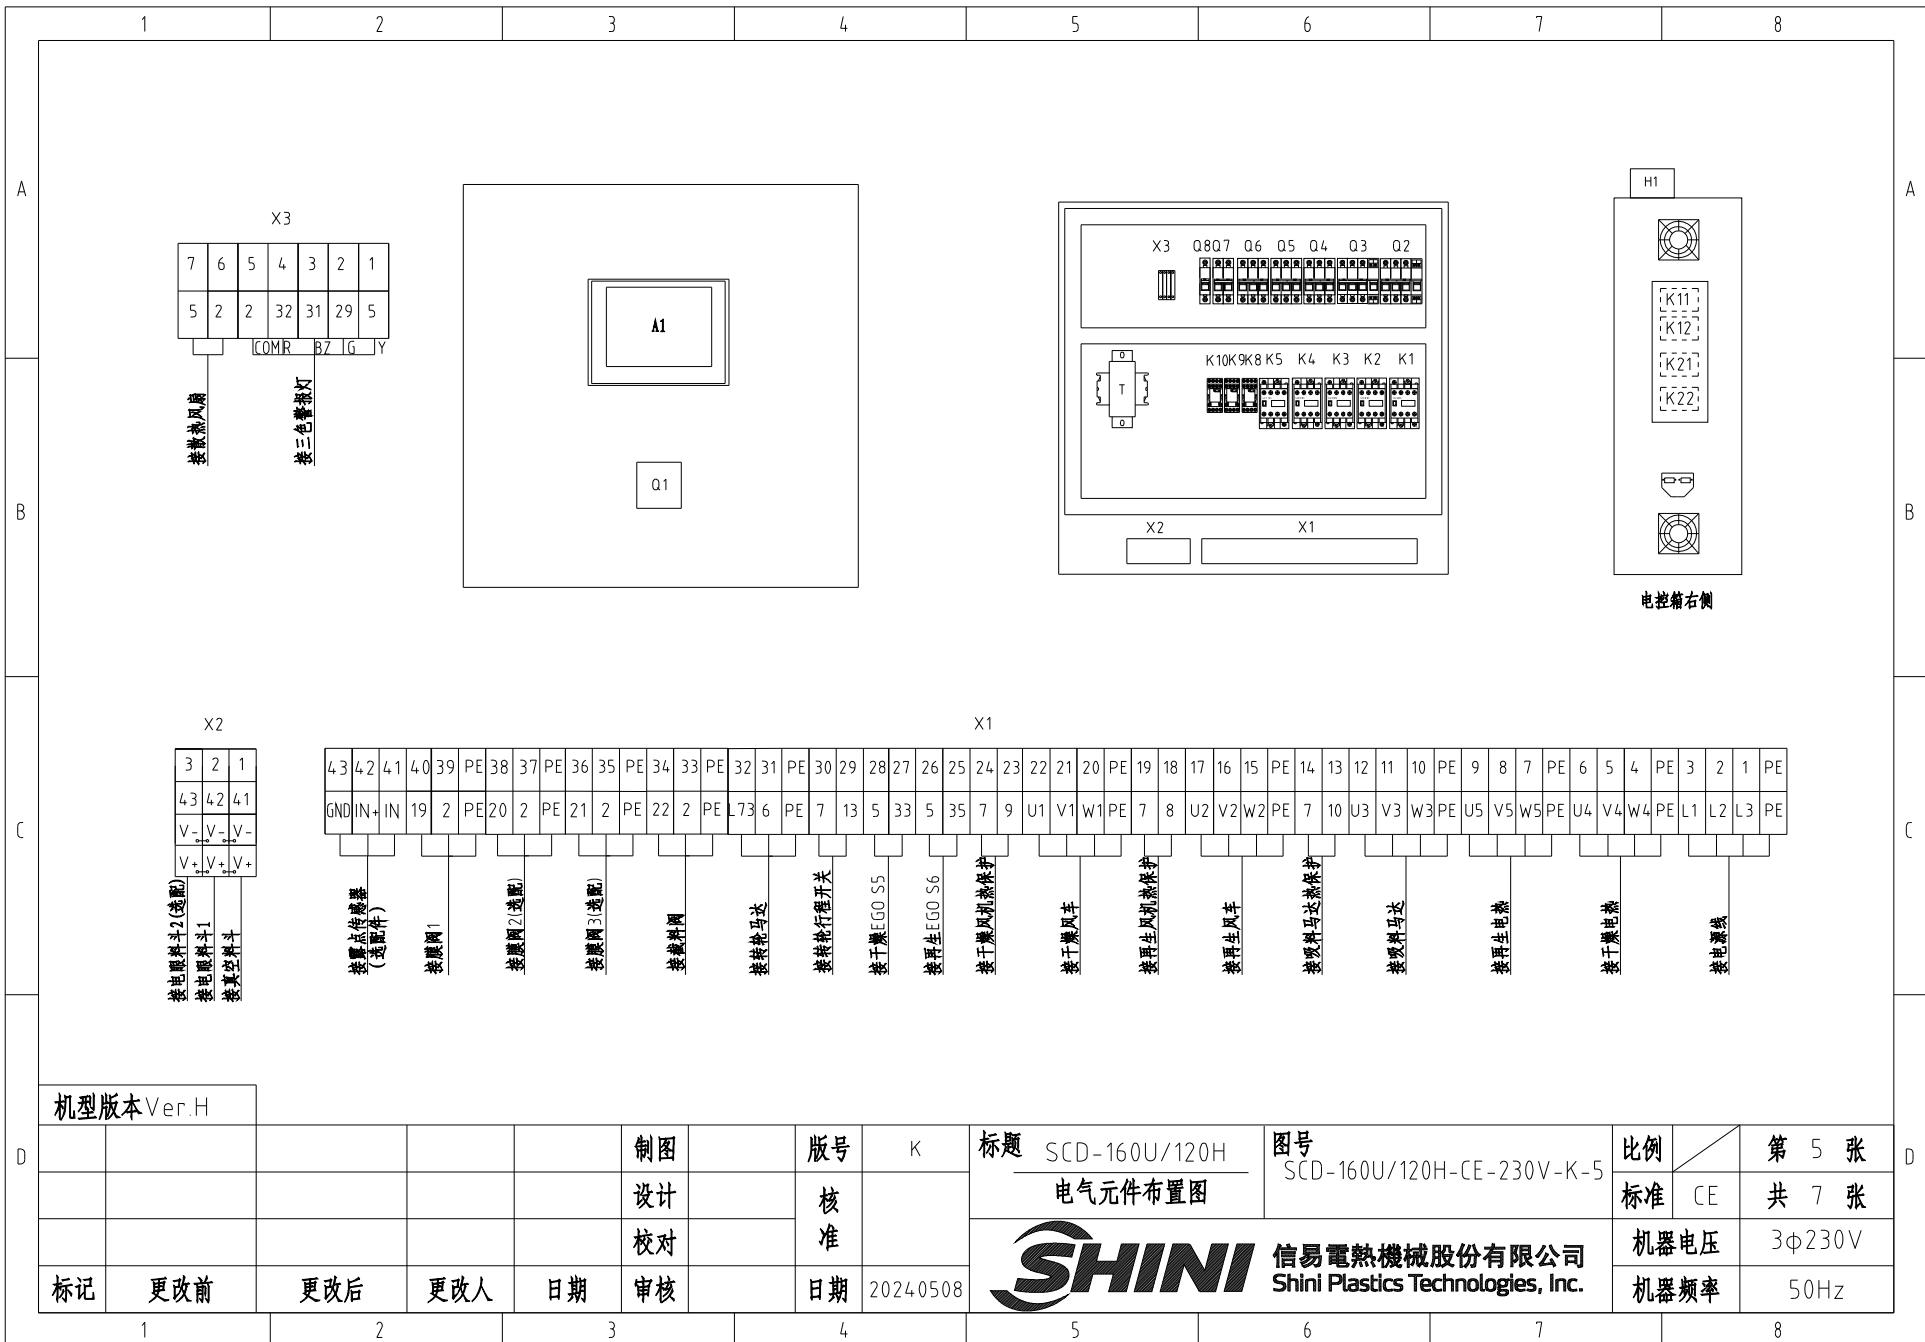 1 2 3 4 5 6 7 8
A A
H1
X3
7 6 5 4 3 2 1
5 2 2 32 31 29 5
COM R BZ G Y
接散热风扇
接三色警报灯
A1
Q1
X3 Q8 Q7 Q6 Q5 Q4 Q3 Q2
K10 K9 K8 K5 K4 K3 K2 K1
T
X2 X1
K11
K12
K21
K22
电控箱右侧
B B
X2
3 2 1
43 42 41
V- V- V-
V+ V+ V+
接电眼料斗2(选配)
接电眼料斗1
接真空料斗
X1
43 42 41 40 39 PE 38 37 PE 36 35 PE 34 33 PE 32 31 PE 30 29 28 27 26 25 24 23 22 21 20 PE 19 18 17 16 15 PE 14 13 12 11 10 PE 9 8 7 PE 6 5 4 PE 3 2 1 PE
GND IN+ IN 19 2 PE 20 2 PE 21 2 PE 22 2 PE L73 6 PE 7 13 5 33 5 35 7 9 U1 V1 W1 PE 7 8 U2 V2 W2 PE 7 10 U3 V3 W3 PE U5 V5 W5 PE U4 V4 W4 PE L1 L2 L3 PE
接露点传感器
(选配件)
接膜阀1
接膜阀2(选配)
接膜阀3(选配)
接截料阀
接转轮马达
接转轮行程开关
接干燥EGO S5
接再生EGO S6
接干燥风机热保护
接干燥风车
接再生风机热保护
接再生风车
接吸料马达热保护
接吸料马达
接再生电热
接干燥电热
接电源线
C C
机型版本Ver.H
D D
制图 版号 K
设计 核准
校对
标记 更改前 更改后 更改人 日期 审核 日期 20240508
标题 SCD-160U/120H
电气元件布置图
图号
SCD-160U/120H-CE-230V-K-5
比例 第 5 张
标准 CE 共 7 张
机器电压 3φ230V
机器频率 50Hz
SHINI
信易電熱機械股份有限公司
Shini Plastics Technologies, Inc.
1 2 3 4 5 6 7 8